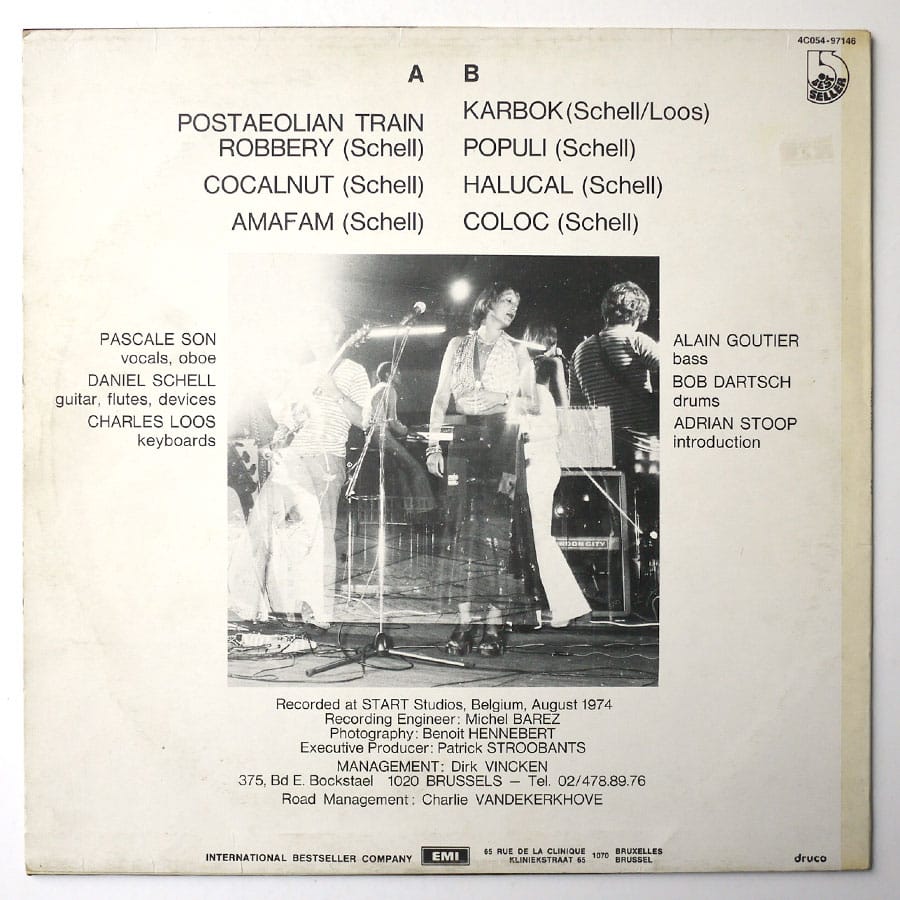 4C054-97146
BEST
SELLER
A B
POSTAEOLIAN TRAIN
ROBBERY (Schell)
COCALNUT (Schell)
AMAFAM (Schell)
KARBOK (Schell/Loos)
POPULI (Schell)
HALUCAL (Schell)
COLOC (Schell)
PASCALE SON
vocals, oboe
DANIEL SCHELL
guitar, flutes, devices
CHARLES LOOS
keyboards
ALAIN GOUTIER
bass
BOB DARTSCH
drums
ADRIAN STOOP
introduction
NDON CITY
Recorded at START Studios, Belgium, August 1974
Recording Engineer: Michel BAREZ
Photography: Benoit HENNEBERT
Executive Producer: Patrick STROOBANTS
MANAGEMENT: Dirk VINCKEN
375, Bd E. Bockstael 1020 BRUSSELS — Tel. 02/478.89.76
Road Management: Charlie VANDEKERKHOVE
INTERNATIONAL BESTSELLER COMPANY EMI
65 RUE DE LA CLINIQUE 1070 BRUXELLES
KLINIEKSTRAAT 65 BRUSSEL
druco